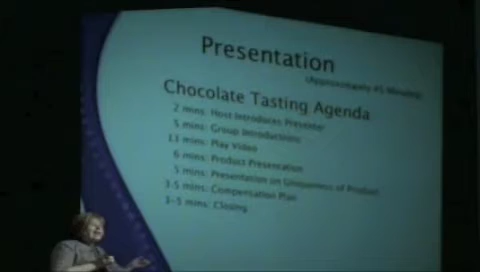 Presentation
(Approximately 45 Minutes)
Chocolate Tasting Agenda
2 mins: Host Introduces Presenter
5 mins: Group Introductions
13 mins: Play Video
6 mins: Product Presentation
5 mins: Presentation on Uniqueness of Product
3-5 mins: Compensation Plan
3-5 mins: Closing